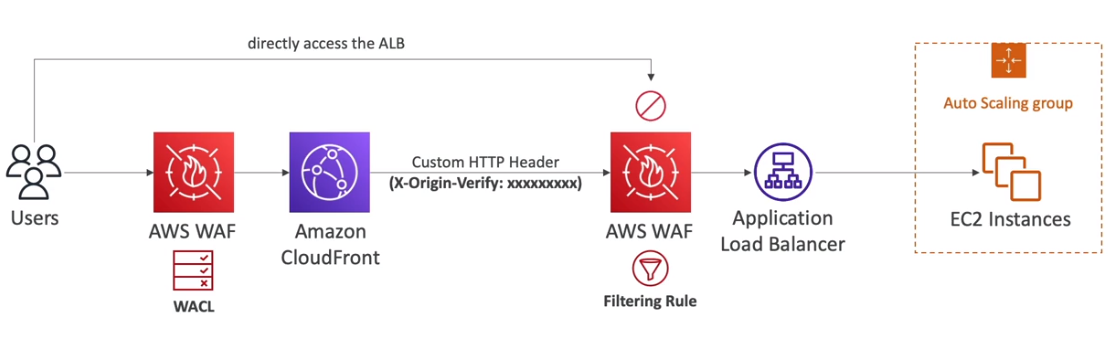 directly access the ALB
Auto Scaling group
Custom HTTP Header
(X-Origin-Verify: xxxxxxxxx)
Users
AWS WAF
Amazon
CloudFront
AWS WAF
Application
Load Balancer
EC2 Instances
WACL
Filtering Rule